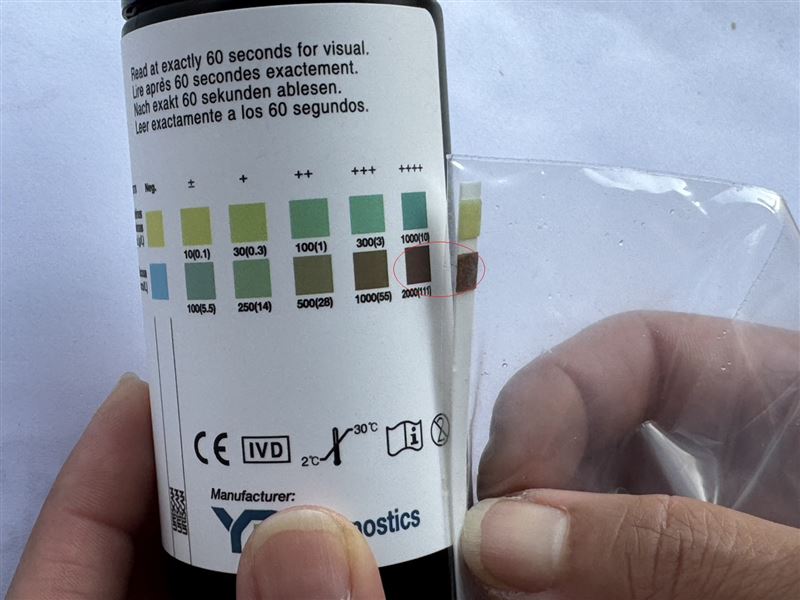 Read at exactly 60 seconds for visual.
Lire après 60 secondes exactement.
Nach exakt 60 sekunden ablesen.
Leer exactamente a los 60 segundos.
Neg. ± + ++ +++ ++++
10(0.1) 30(0.3) 100(1) 300(3) 1000(10)
100(5.5) 250(14) 500(28) 1000(55) 2000(111)
CE IVD 2℃ 30℃ i 2
Manufacturer: